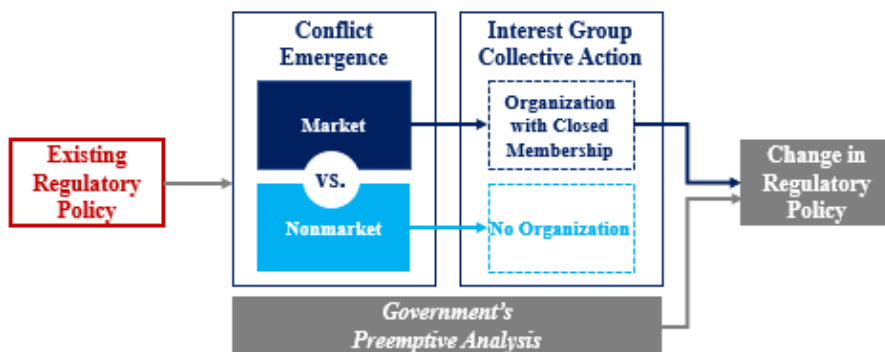 Conflict
Emergence
Interest Group
Collective Action
Existing
Regulatory
Policy
Market
VS.
Nonmarket
Organization
with Closed
Membership
No Organization
Change in
Regulatory
Policy
Government's
Preemptive Analysis